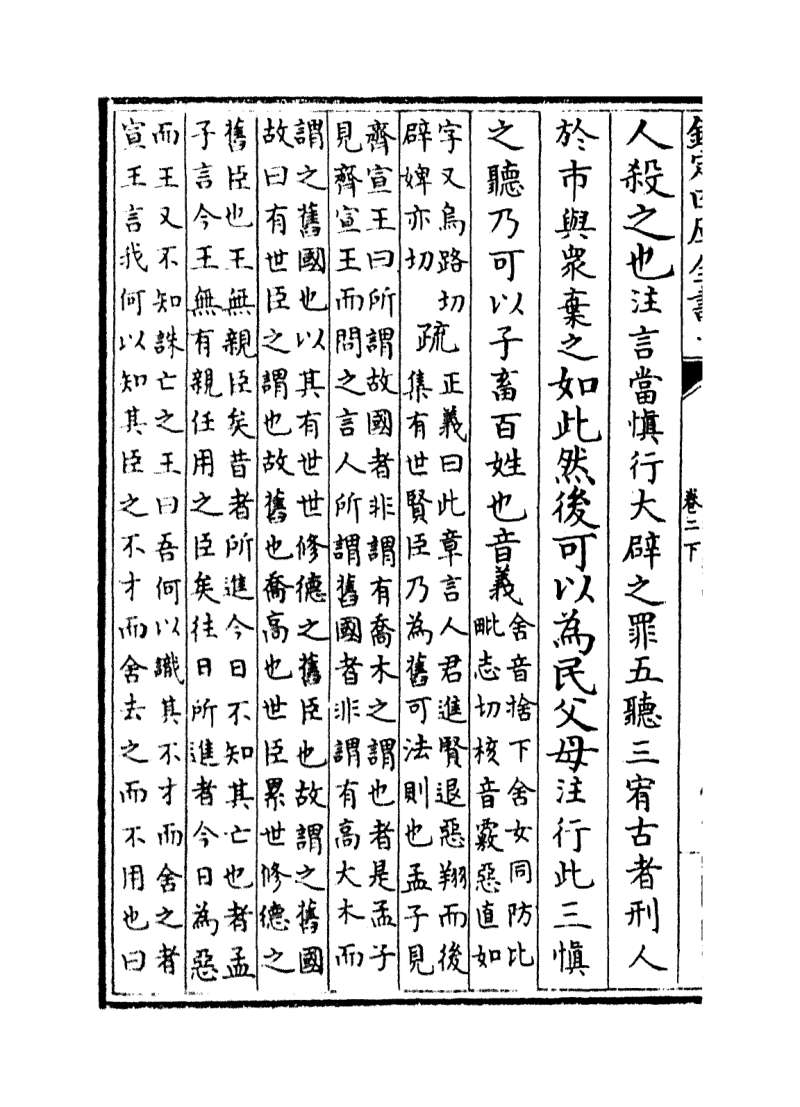 欽定四庫全書
卷二下
人殺之也注言當慎行大辟之罪五聽三宥古者刑人
於市與眾棄之如此然後可以為民父母注行此三慎
之聽乃可以子畜百姓也音義
舍音捨下舍女同防比
毗志切核音覈惡直如
字又烏路切
辟婢亦切
疏
正義曰此章言人君進賢退惡翔而後
集有世賢臣乃為舊可法則也孟子見
齊宣王曰所謂故國者非謂有喬木之謂也者是孟子
見齊宣王而問之言人所謂舊國者非謂有高大木而
謂之舊國也以其有世世修德之舊臣也故謂之舊國
故曰有世臣之謂也故舊也喬高也世臣累世修德之
舊臣也王無親臣矣昔者所進今日不知其亡也者孟
子言今王無有親任用之臣矣往日所進者今日為惡
而王又不知誅亡之王曰吾何以識其不才而舍之者
宣王言我何以知其臣之不才而舍去之而不用也曰